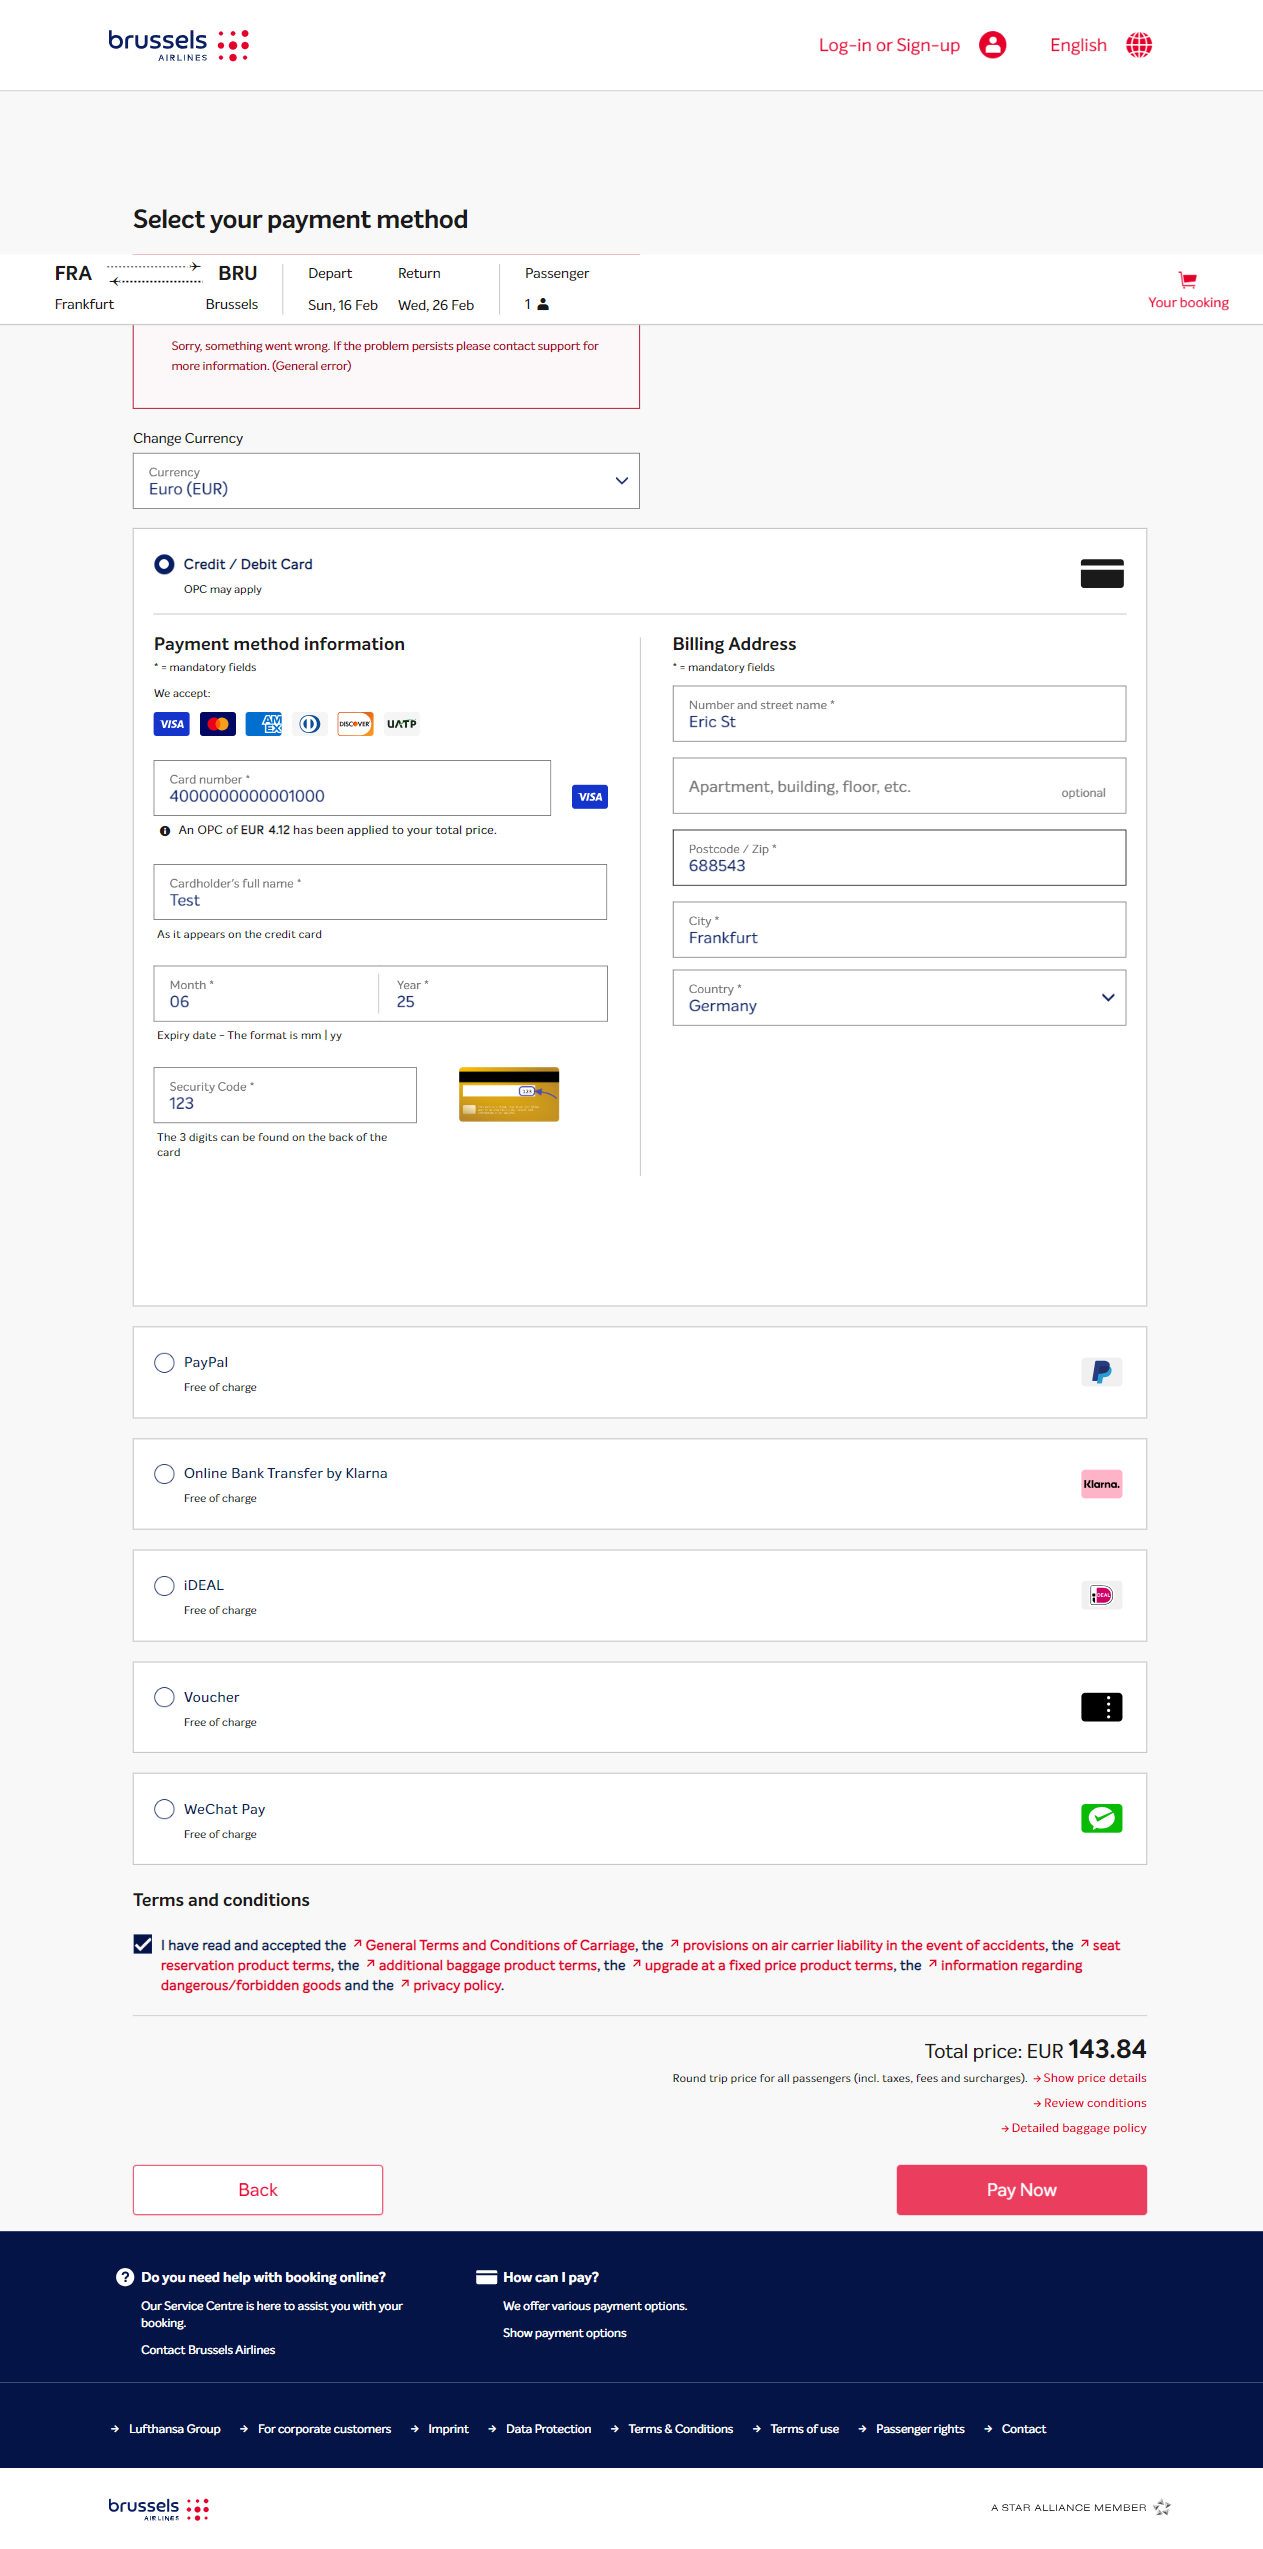 brussels
AIRLINES
Log-in or Sign-up
English
Select your payment method
FRA
BRU
Depart
Return
Passenger
Frankfurt
Brussels
Sun, 16 Feb
Wed, 26 Feb
1
Your booking
Sorry, something went wrong. If the problem persists please contact support for
more information. (General error)
Change Currency
Currency
Euro (EUR)
Credit / Debit Card
OPC may apply
Payment method information
* = mandatory fields
We accept:
VISA
AM
EX
DISCOVER
UATP
Card number *
4000000000001000
VISA
An OPC of EUR 4.12 has been applied to your total price.
Cardholder's full name *
Test
As it appears on the credit card
Month *
06
Year *
25
Expiry date - The format is mm | yy
Security Code *
123
123
The 3 digits can be found on the back of the
card
Billing Address
* = mandatory fields
Number and street name *
Eric St
Apartment, building, floor, etc.
optional
Postcode / Zip *
688543
City *
Frankfurt
Country *
Germany
PayPal
Free of charge
Online Bank Transfer by Klarna
Free of charge
Klarna.
iDEAL
Free of charge
iDEAL
Voucher
Free of charge
WeChat Pay
Free of charge
Terms and conditions
I have read and accepted the General Terms and Conditions of Carriage, the provisions on air carrier liability in the event of accidents, the seat
reservation product terms, the additional baggage product terms, the upgrade at a fixed price product terms, the information regarding
dangerous/forbidden goods and the privacy policy.
Total price: EUR 143.84
Round trip price for all passengers (incl. taxes, fees and surcharges). → Show price details
→ Review conditions
→ Detailed baggage policy
Back
Pay Now
Do you need help with booking online?
Our Service Centre is here to assist you with your
booking.
Contact Brussels Airlines
How can I pay?
We offer various payment options.
Show payment options
→ Lufthansa Group → For corporate customers → Imprint → Data Protection → Terms & Conditions → Terms of use → Passenger rights → Contact
brussels
AIRLINES
A STAR ALLIANCE MEMBER